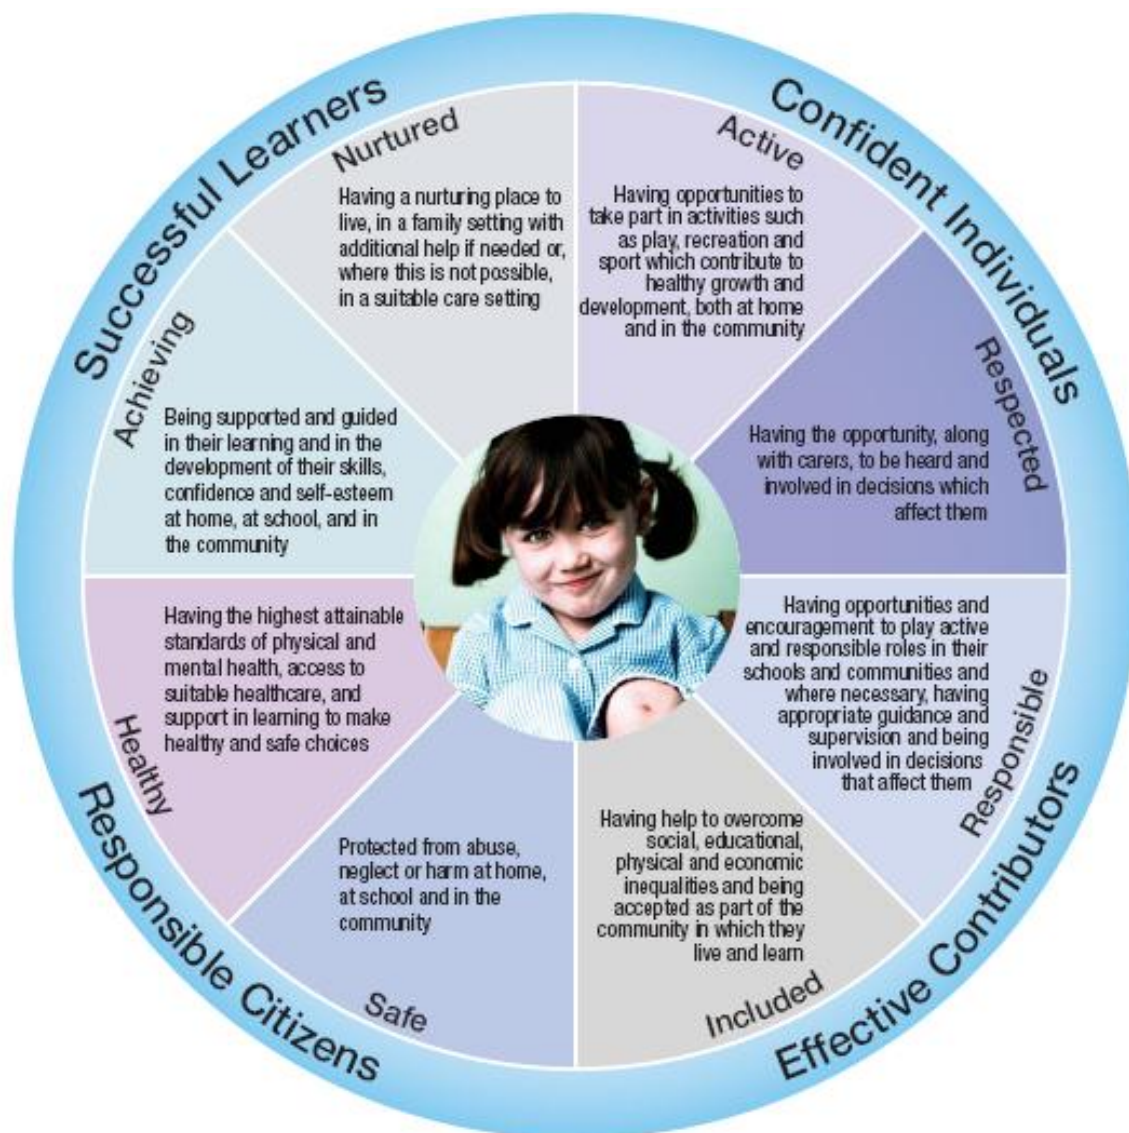 Successful Learners
Confident Individuals
Nurtured
Having a nurturing place to
live, in a family setting with
additional help if needed or,
where this is not possible,
in a suitable care setting
Active
Having opportunities to
take part in activities such
as play, recreation and
sport which contribute to
healthy growth and
development, both at home
and in the community
Achieving
Being supported and guided
in their learning and in the
development of their skills,
confidence and self-esteem
at home, at school, and in
the community
Respected
Having the opportunity, along
with carers, to be heard and
involved in decisions which
affect them
Having the highest attainable
standards of physical and
mental health, access to
suitable healthcare, and
support in learning to make
healthy and safe choices
Healthy
Having opportunities and
encouragement to play active
and responsible roles in their
schools and communities and
where necessary, having
appropriate guidance and
supervision and being
involved in decisions
that affect them
Responsible
Protected from abuse,
neglect or harm at home,
at school and in the
community
Safe
Having help to overcome
social, educational,
physical and economic
inequalities and being
accepted as part of the
community in which they
live and learn
Included
Responsible Citizens
Effective Contributors